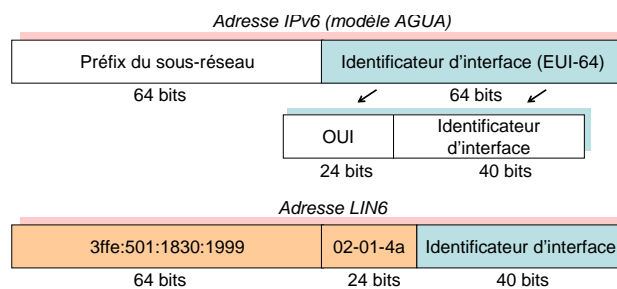 Adresse IPv6 (modèle AGUA)
Préfix du sous-réseau
Identificateur d'interface (EUI-64)
64 bits
64 bits
OUI
Identificateur
d'interface
24 bits
40 bits
Adresse LIN6
3ffe:501:1830:1999
02-01-4a
Identificateur d'interface
64 bits
24 bits
40 bits